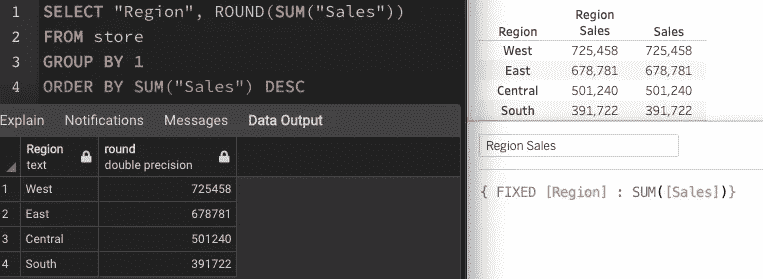 1 SELECT "Region", ROUND(SUM("Sales"))
2 FROM store
3 GROUP BY 1
4 ORDER BY SUM("Sales") DESC
Explain Notifications Messages Data Output
Region text round double precision
1 West 725458
2 East 678781
3 Central 501240
4 South 391722
Region
Region Sales Sales
West 725,458 725,458
East 678,781 678,781
Central 501,240 501,240
South 391,722 391,722
Region Sales
{ FIXED [Region] : SUM([Sales])}